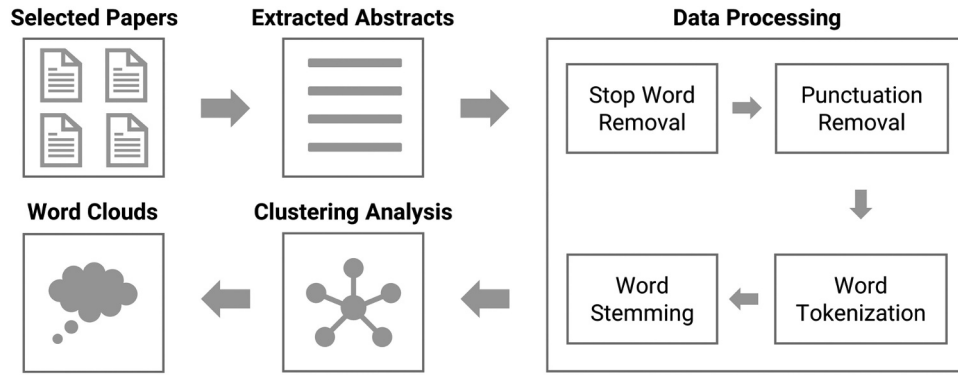 Selected Papers
Extracted Abstracts
Data Processing
Stop Word
Removal
Punctuation
Removal
Word
Tokenization
Word
Stemming
Clustering Analysis
Word Clouds